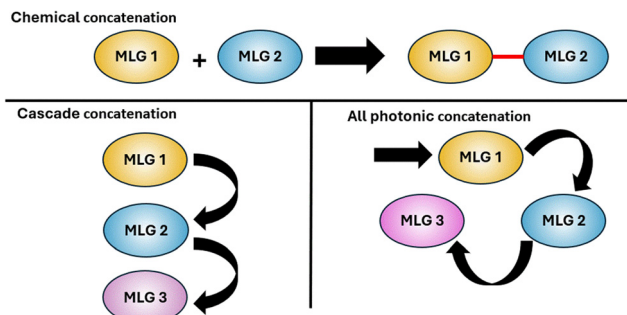 Chemical concatenation
MLG 1 + MLG 2 MLG 1 MLG 2
Cascade concatenation
MLG 1
MLG 2
MLG 3
All photonic concatenation
MLG 1
MLG 3 MLG 2